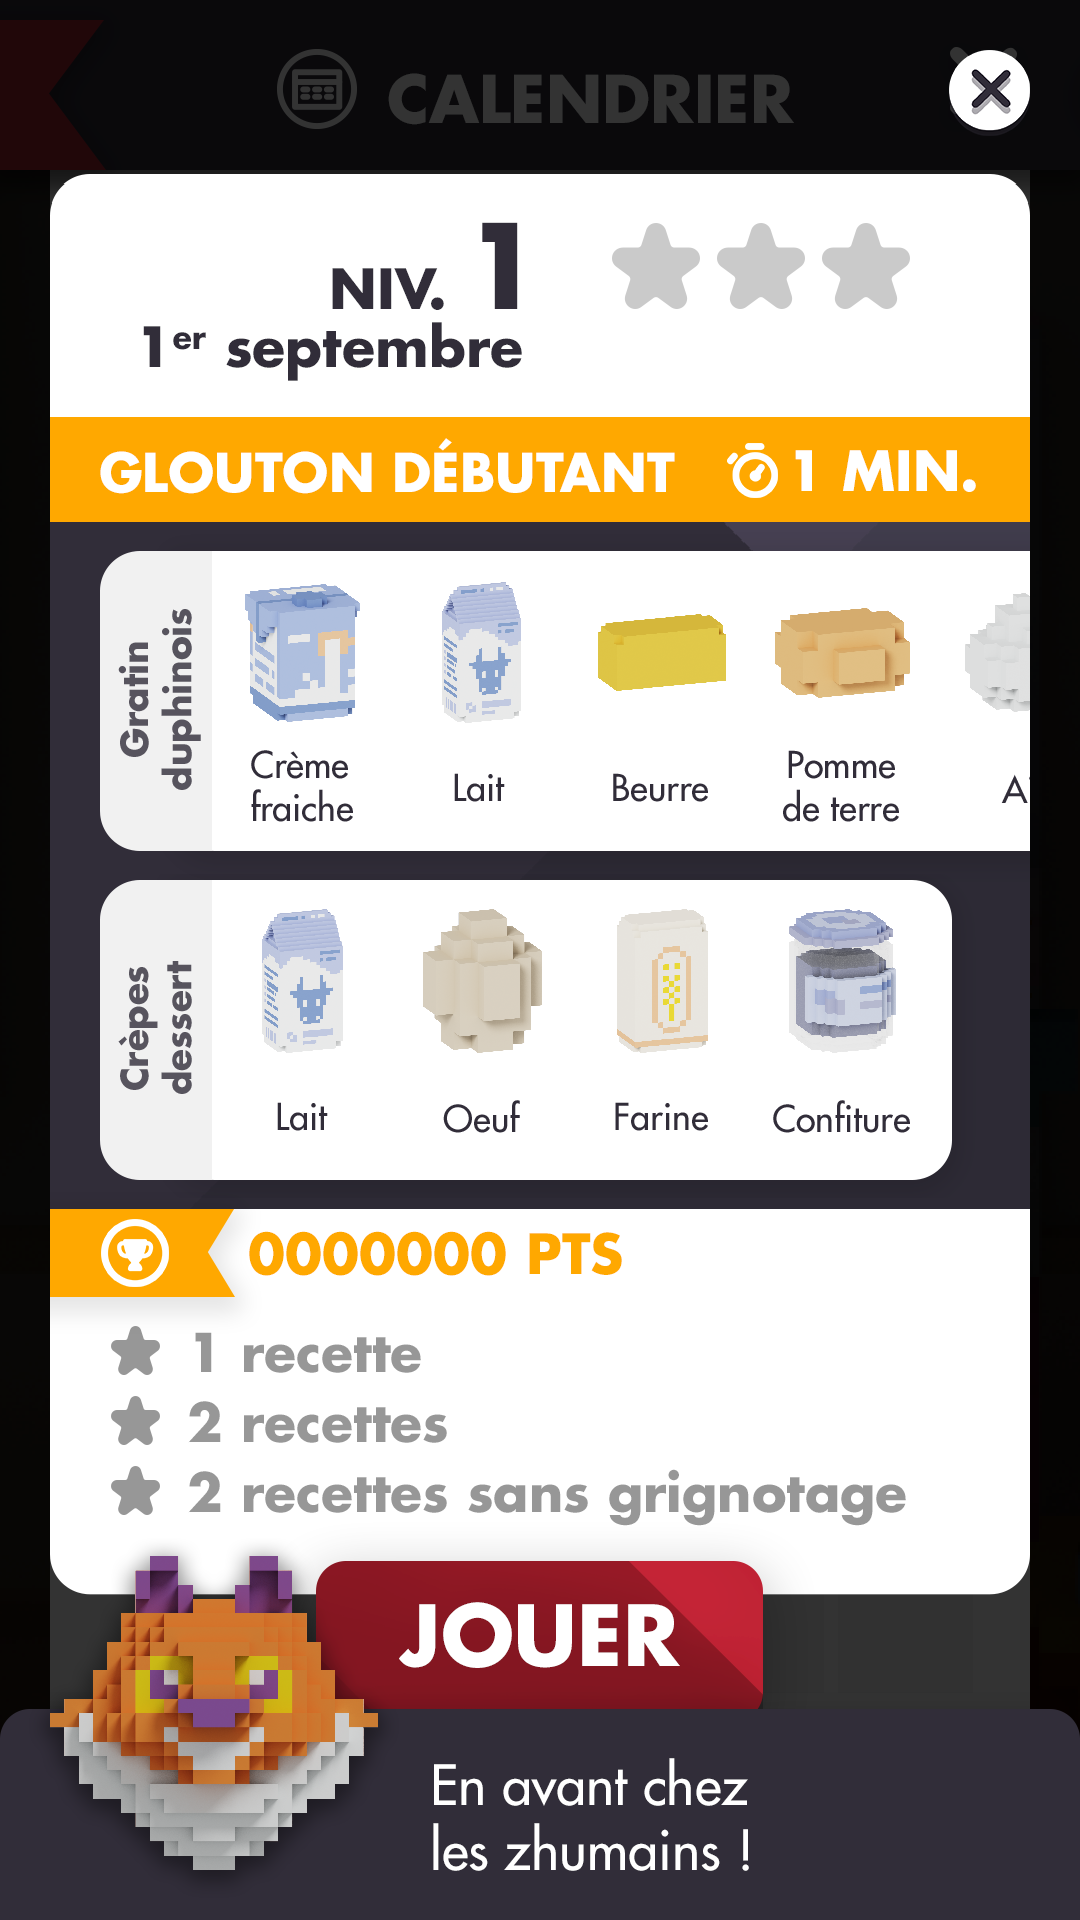 CALENDRIER
NIV. 1
1er septembre
GLOUTON DÉBUTANT 1 MIN.
Gratin
duphinois
Crème
fraiche
Lait
Beurre
Pomme
de terre
Crèpes
dessert
Lait
Oeuf
Farine
Confiture
0000000 PTS
1 recette
2 recettes
2 recettes sans grignotage
JOUER
En avant chez
les zhumains !